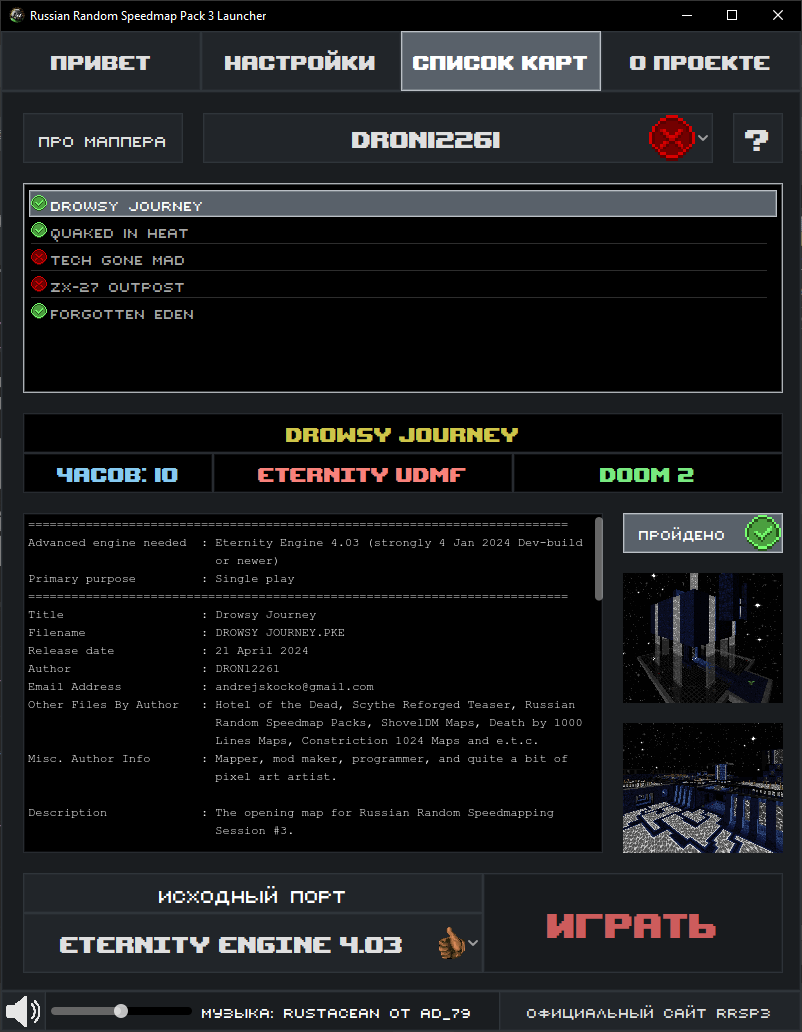 Russian Random Speedmap Pack 3 Launcher
ПРИВЕТ НАСТРОЙКИ СПИСОК КАРТ О ПРОЕКТЕ
ПРО МАППЕРА DRON12261 ?
DROWSY JOURNEY
QUAKED IN HEAT
TECH GONE MAD
ZX-27 OUTPOST
FORGOTTEN EDEN
DROWSY JOURNEY
ЧАСОВ: 10 ETERNITY UDMF DOOM 2
===========================================================================
Advanced engine needed : Eternity Engine 4.03 (strongly 4 Jan 2024 Dev-build
or newer)
Primary purpose : Single play
===========================================================================
Title : Drowsy Journey
Filename : DROWSY JOURNEY.PKE
Release date : 21 April 2024
Author : DRON12261
Email Address : andrejskocko@gmail.com
Other Files By Author : Hotel of the Dead, Scythe Reforged Teaser, Russian
Random Speedmap Packs, ShovelDM Maps, Death by 1000
Lines Maps, Constriction 1024 Maps and e.t.c.
Misc. Author Info : Mapper, mod maker, programmer, and quite a bit of
pixel art artist.
Description : The opening map for Russian Random Speedmapping
Session #3.
ПРОЙДЕНО
ИСХОДНЫЙ ПОРТ
ETERNITY ENGINE 4.03
ИГРАТЬ
МУЗЫКА: RUSTACEAN ОТ AD_79 ОФИЦИАЛЬНЫЙ САЙТ RRSP3